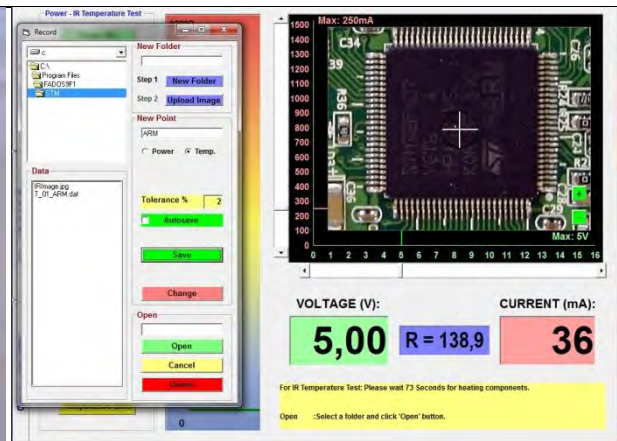 Power - IR Temperature Test
Record
c:
C:\
Program Files
FADOS9F1
STM
Data
IRImage.jpg
T_01_ARM.dat
New Folder
Step 1 New Folder
Step 2 Upload Image
New Point
ARM
Power Temp.
Tolerance % 2
Autosave
Save
Change
Open
Open
Cancel
0
Max: 250mA
1500
1400
1300
1200
1100
1000
900
800
700
600
500
400
300
200
100
0
0 1 2 3 4 5 6 7 8 9 10 11 12 13 14 15 16
C34
39
R36
C36
C26
C29
ARM
+
-
Max: 5V
VOLTAGE (V):
CURRENT (mA):
5,00
R = 138,9
36
For IR Temperature Test: Please wait 73 Seconds for heating components.
Open :Select a folder and click 'Open' button.